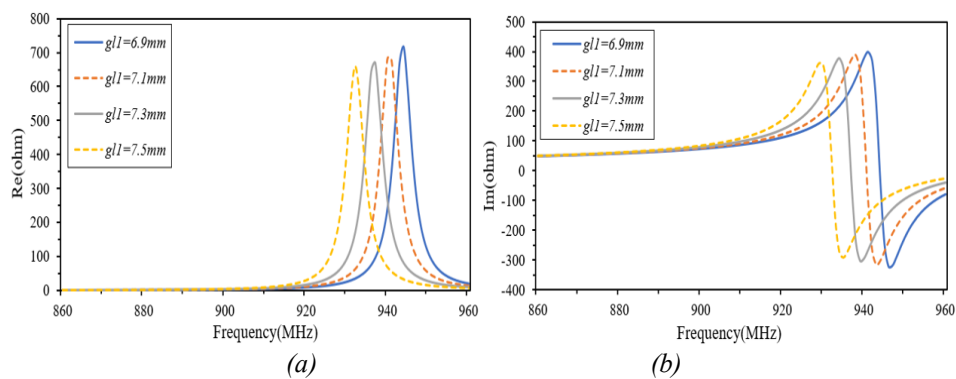 800
700
600
500
400
300
200
100
0
Re(ohm)
gl1=6.9mm
gl1=7.1mm
gl1=7.3mm
gl1=7.5mm
860 880 900 920 940 960
Frequency(MHz)
(a)
500
400
300
200
100
0
-100
-200
-300
-400
Im(ohm)
gl1=6.9mm
gl1=7.1mm
gl1=7.3mm
gl1=7.5mm
860 880 900 920 940 960
Frequency(MHz)
(b)